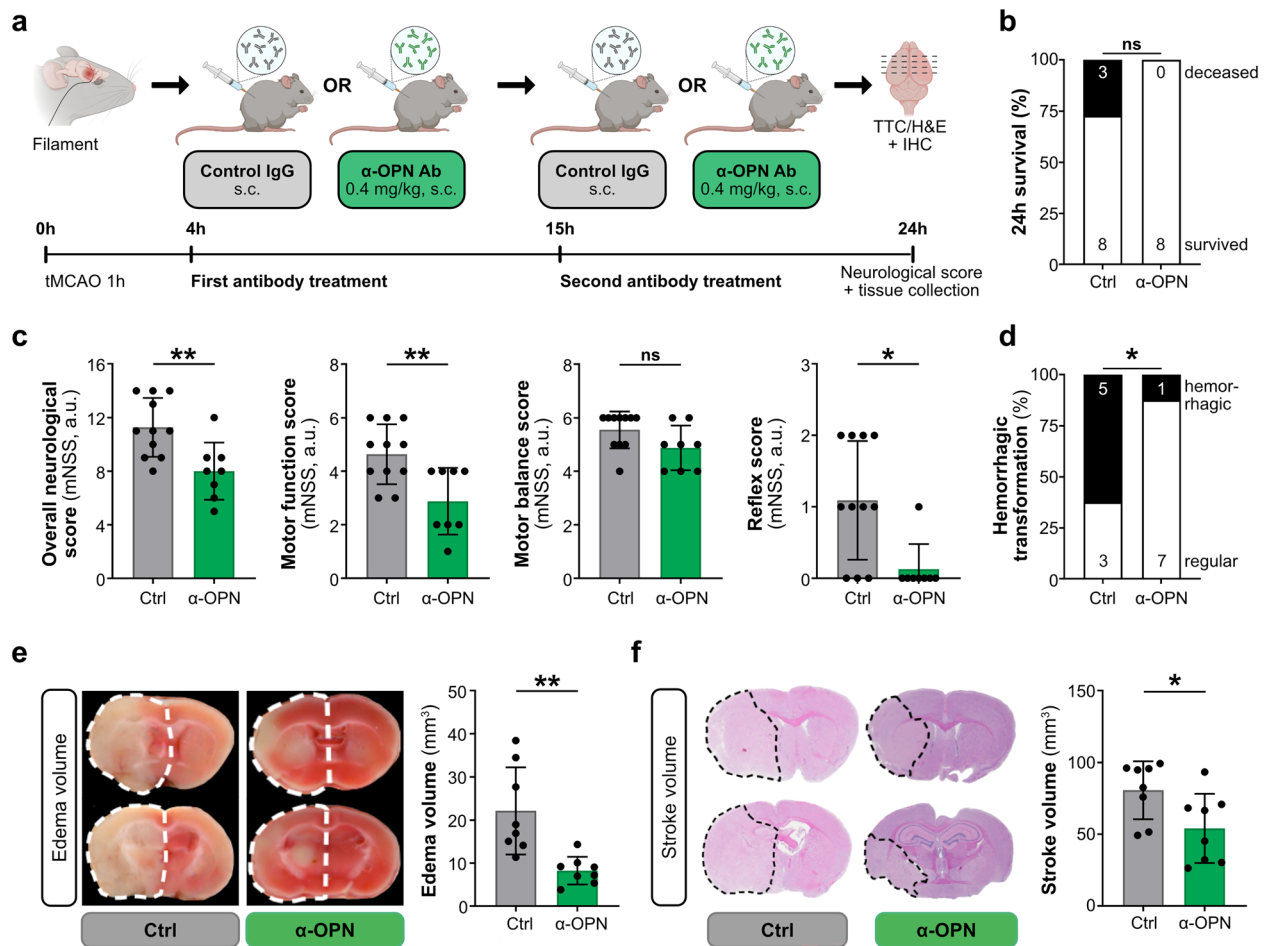 a
Filament
OR
OR
TTC/H&E
+ IHC
Control IgG
s.c.
α-OPN Ab
0.4 mg/kg, s.c.
Control IgG
s.c.
α-OPN Ab
0.4 mg/kg, s.c.
0h
4h
15h
24h
tMCAO 1h
First antibody treatment
Second antibody treatment
Neurological score
+ tissue collection
b
ns
24h survival (%)
100
75
50
25
0
3
0
deceased
8
8
survived
Ctrl
α-OPN
c
Overall neurological
score (mNSS, a.u.)
16
12
8
4
0
**
Ctrl
α-OPN
Motor function score
(mNSS, a.u.)
8
6
4
2
0
**
Ctrl
α-OPN
Motor balance score
(mNSS, a.u.)
8
6
4
2
0
ns
Ctrl
α-OPN
Reflex score
(mNSS, a.u.)
3
2
1
0
*
Ctrl
α-OPN
d
*
Hemorrhagic
transformation (%)
100
75
50
25
0
5
1
hemor-
rhagic
3
7
regular
Ctrl
α-OPN
e
Edema volume
Ctrl
α-OPN
Edema volume (mm³)
50
40
30
20
10
0
**
Ctrl
α-OPN
f
Stroke volume
Ctrl
α-OPN
Stroke volume (mm³)
150
100
50
0
*
Ctrl
α-OPN